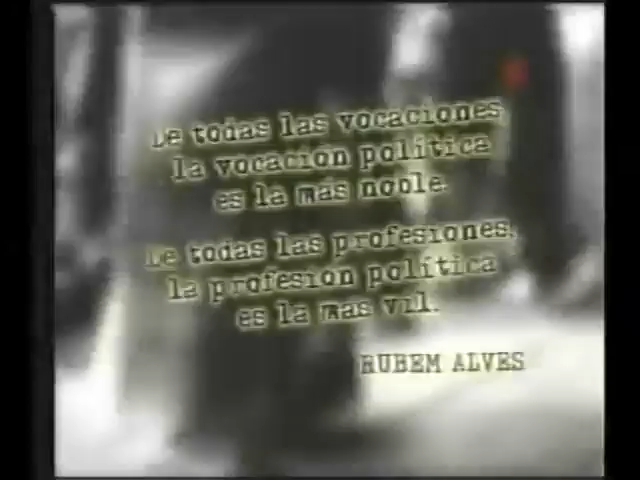 De todas las vocaciones,
la vocación política
es la más noble.
De todas las profesiones,
la profesión política
es la más vil.
RUBEM ALVES